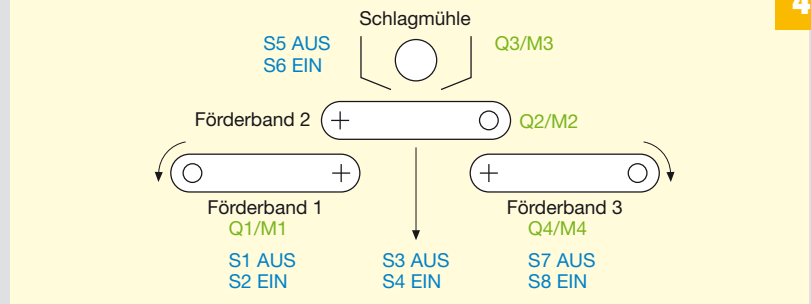 4
Schlagmühle
S5 AUS
S6 EIN
Q3/M3
Förderband 2
Q2/M2
Förderband 1
Q1/M1
S1 AUS
S2 EIN
S3 AUS
S4 EIN
Förderband 3
Q4/M4
S7 AUS
S8 EIN